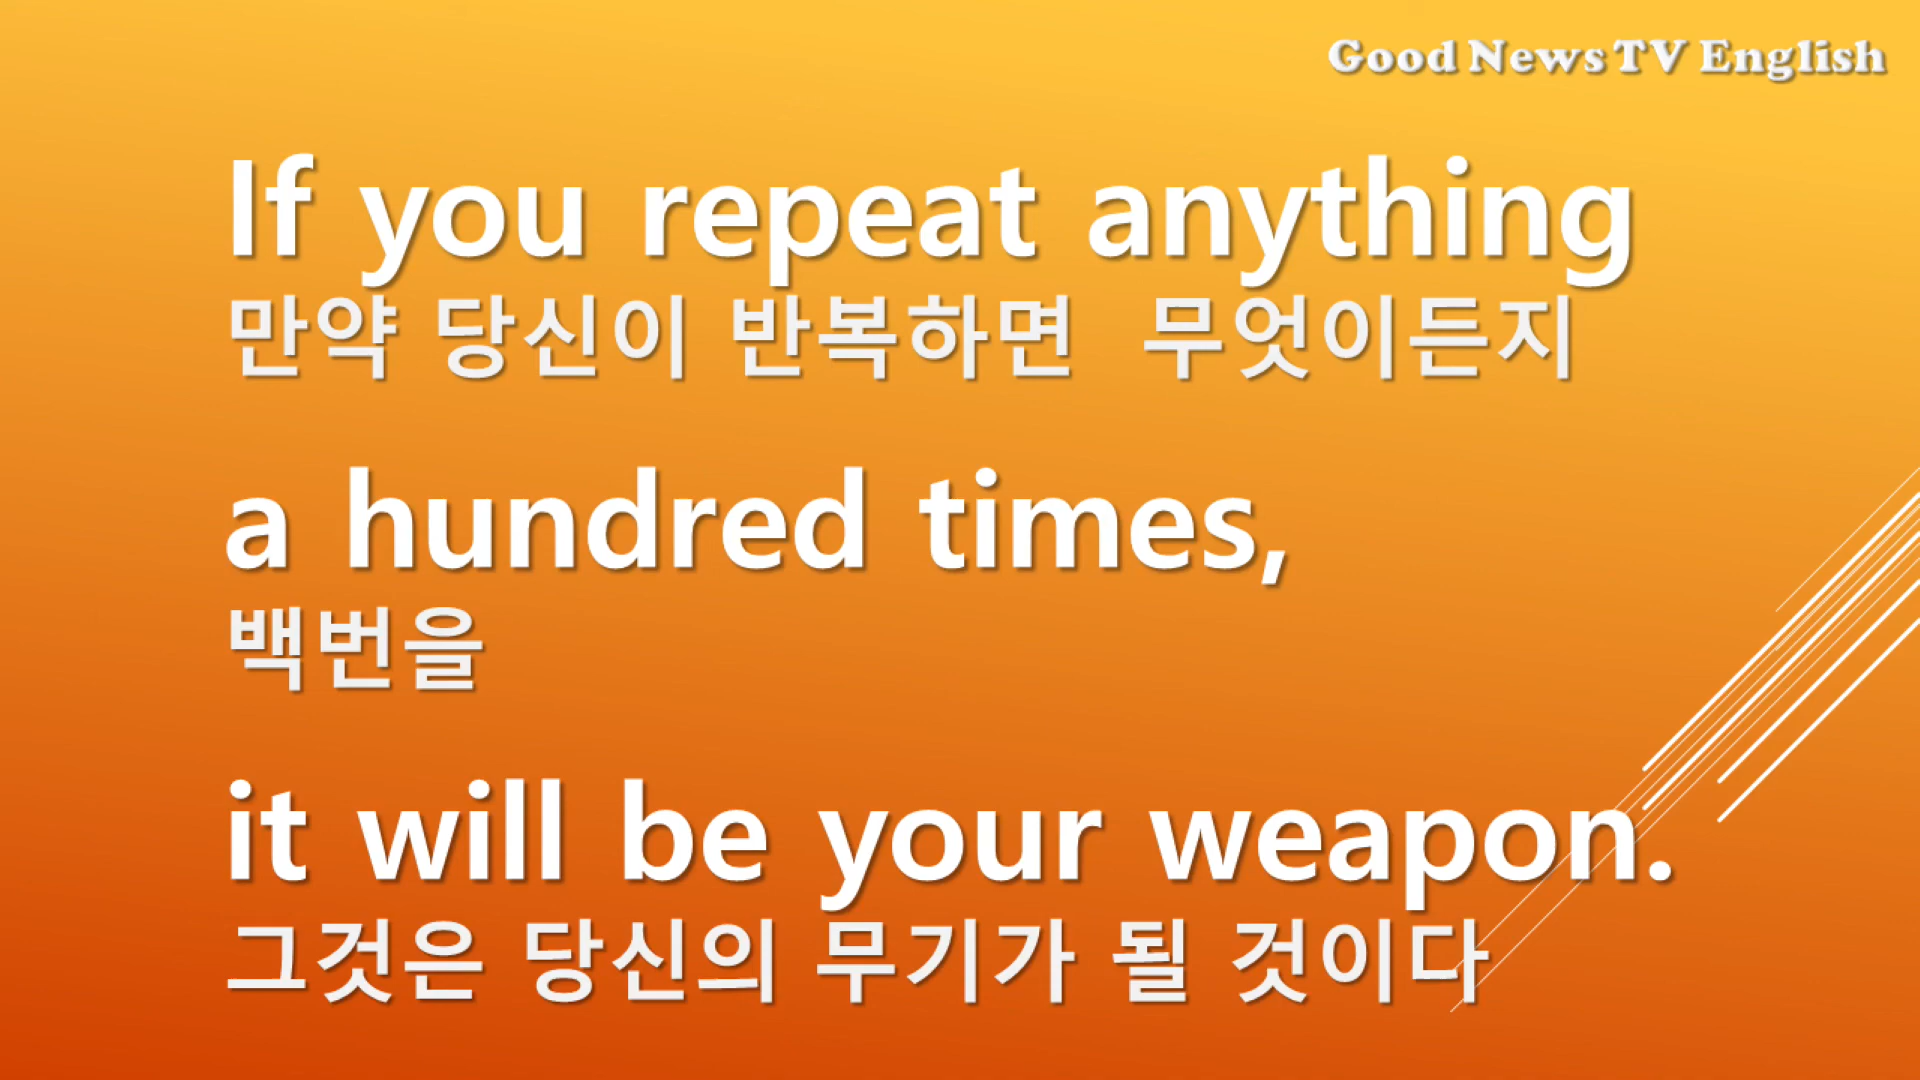 Good News TV English
If you repeat anything
만약 당신이 반복하면 무엇이든지
a hundred times,
백번을
it will be your weapon.
그것은 당신의 무기가 될 것이다